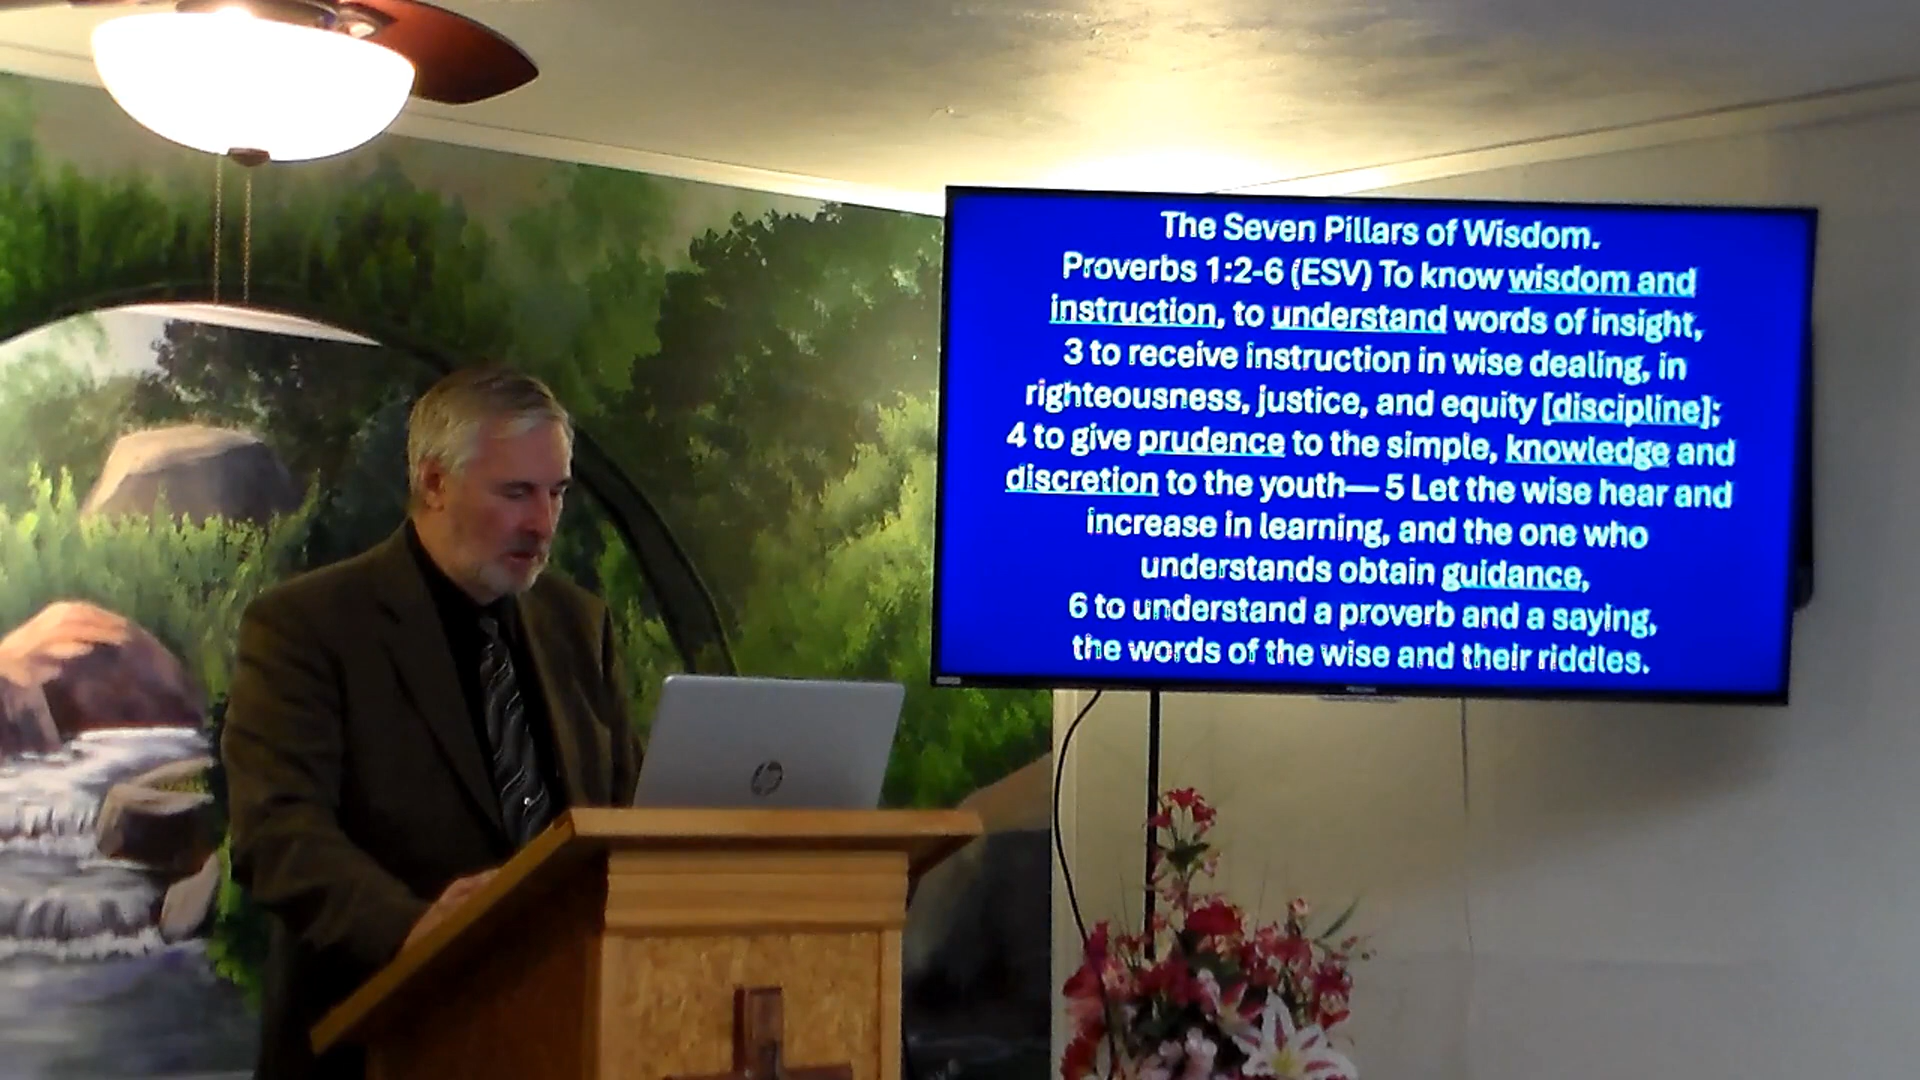 The Seven Pillars of Wisdom.
Proverbs 1:2-6 (ESV) To know wisdom and
instruction, to understand words of insight,
3 to receive instruction in wise dealing, in
righteousness, justice, and equity [discipline];
4 to give prudence to the simple, knowledge and
discretion to the youth— 5 Let the wise hear and
increase in learning, and the one who
understands obtain guidance,
6 to understand a proverb and a saying,
the words of the wise and their riddles.
hp